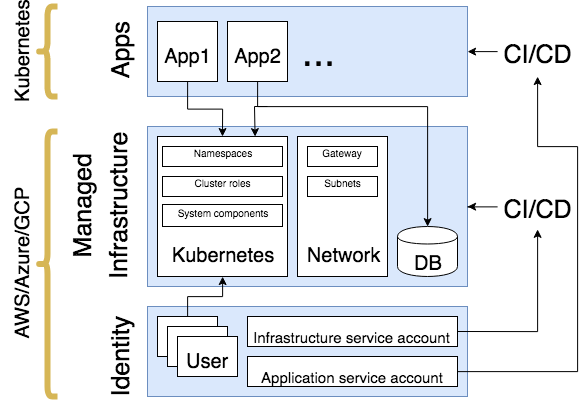 Kubernetes
Apps
App1
App2
...
CI/CD
AWS/Azure/GCP
Managed
Infrastructure
Namespaces
Cluster roles
System components
Kubernetes
Gateway
Subnets
Network
DB
CI/CD
Identity
User
Infrastructure service account
Application service account